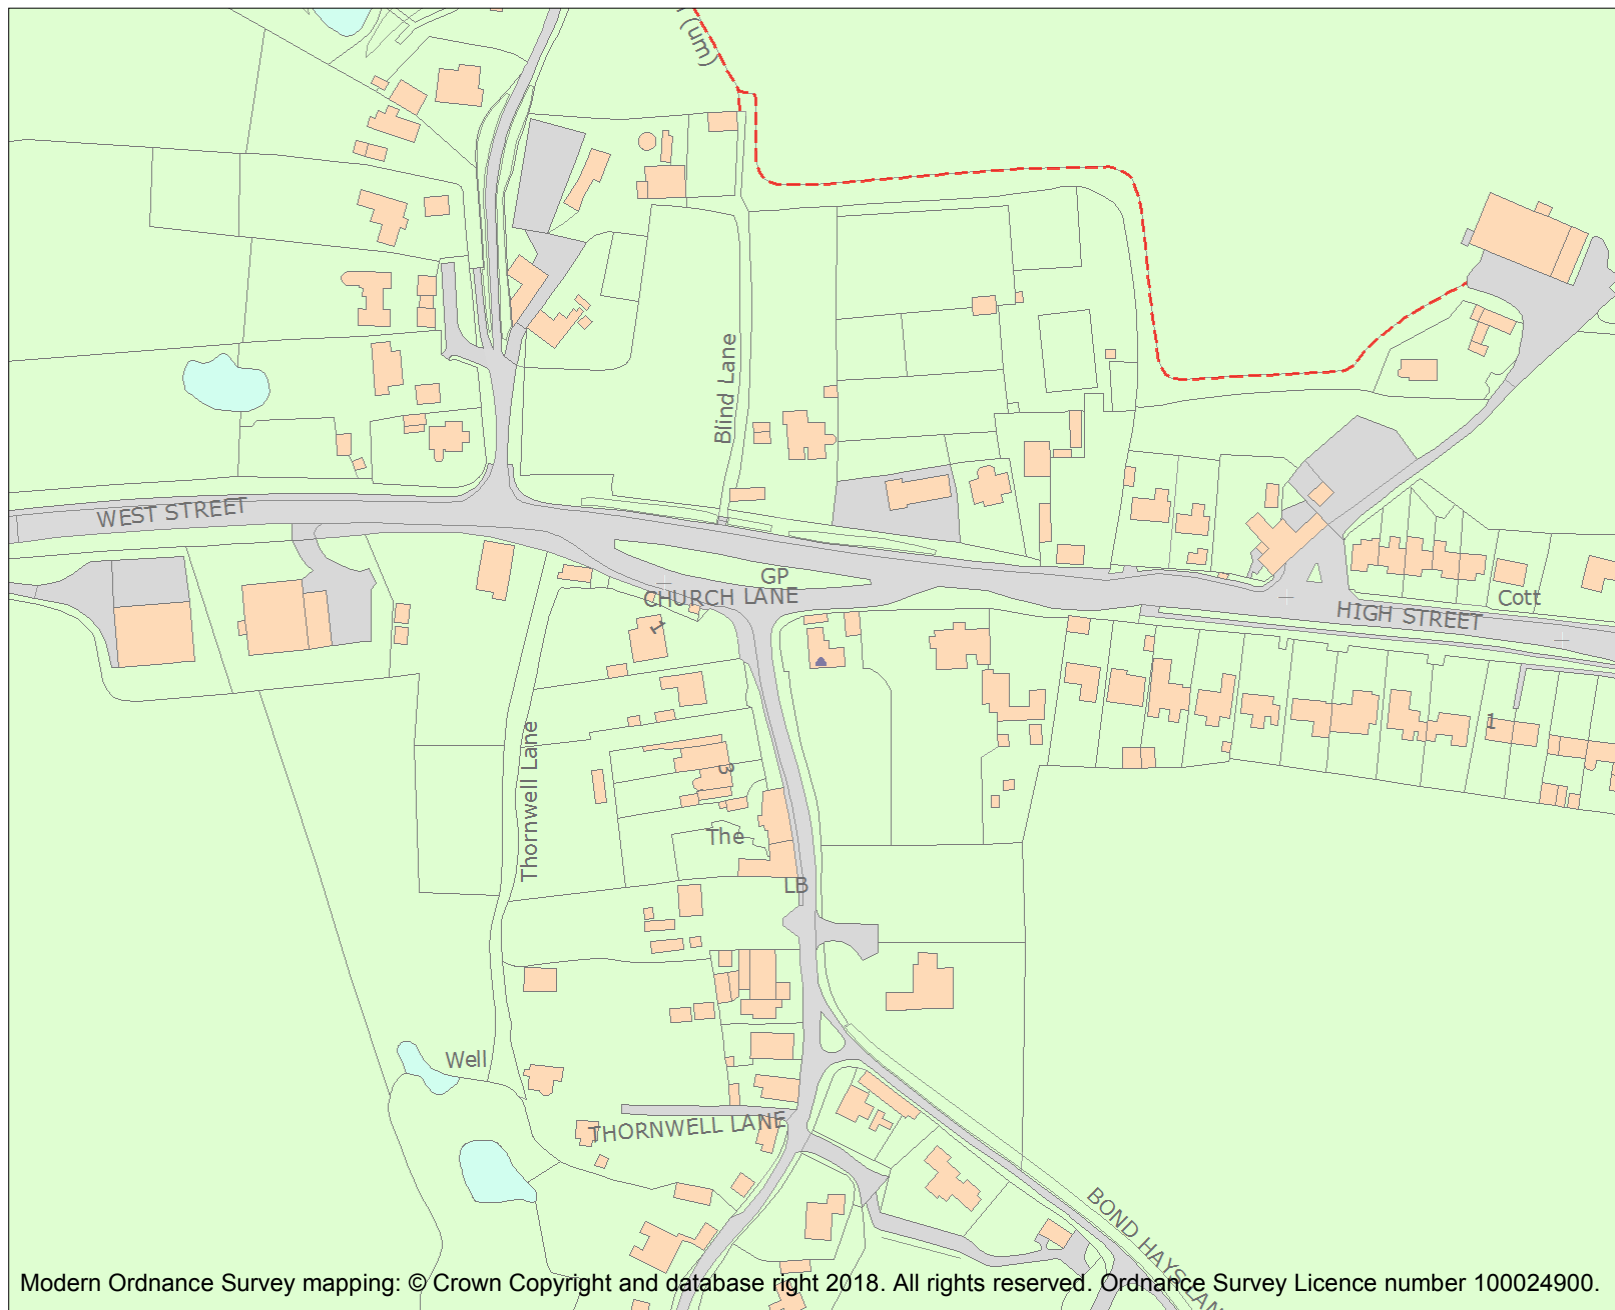 (um)
Blind Lane
WEST STREET
GP
CHURCH LANE
HIGH STREET
Cott
1
1
Thornwell Lane
3
The
LB
Well
THORNWELL LANE
BOND HAYS LAN
Modern Ordnance Survey mapping: © Crown Copyright and database right 2018. All rights reserved. Ordnance Survey Licence number 100024900.